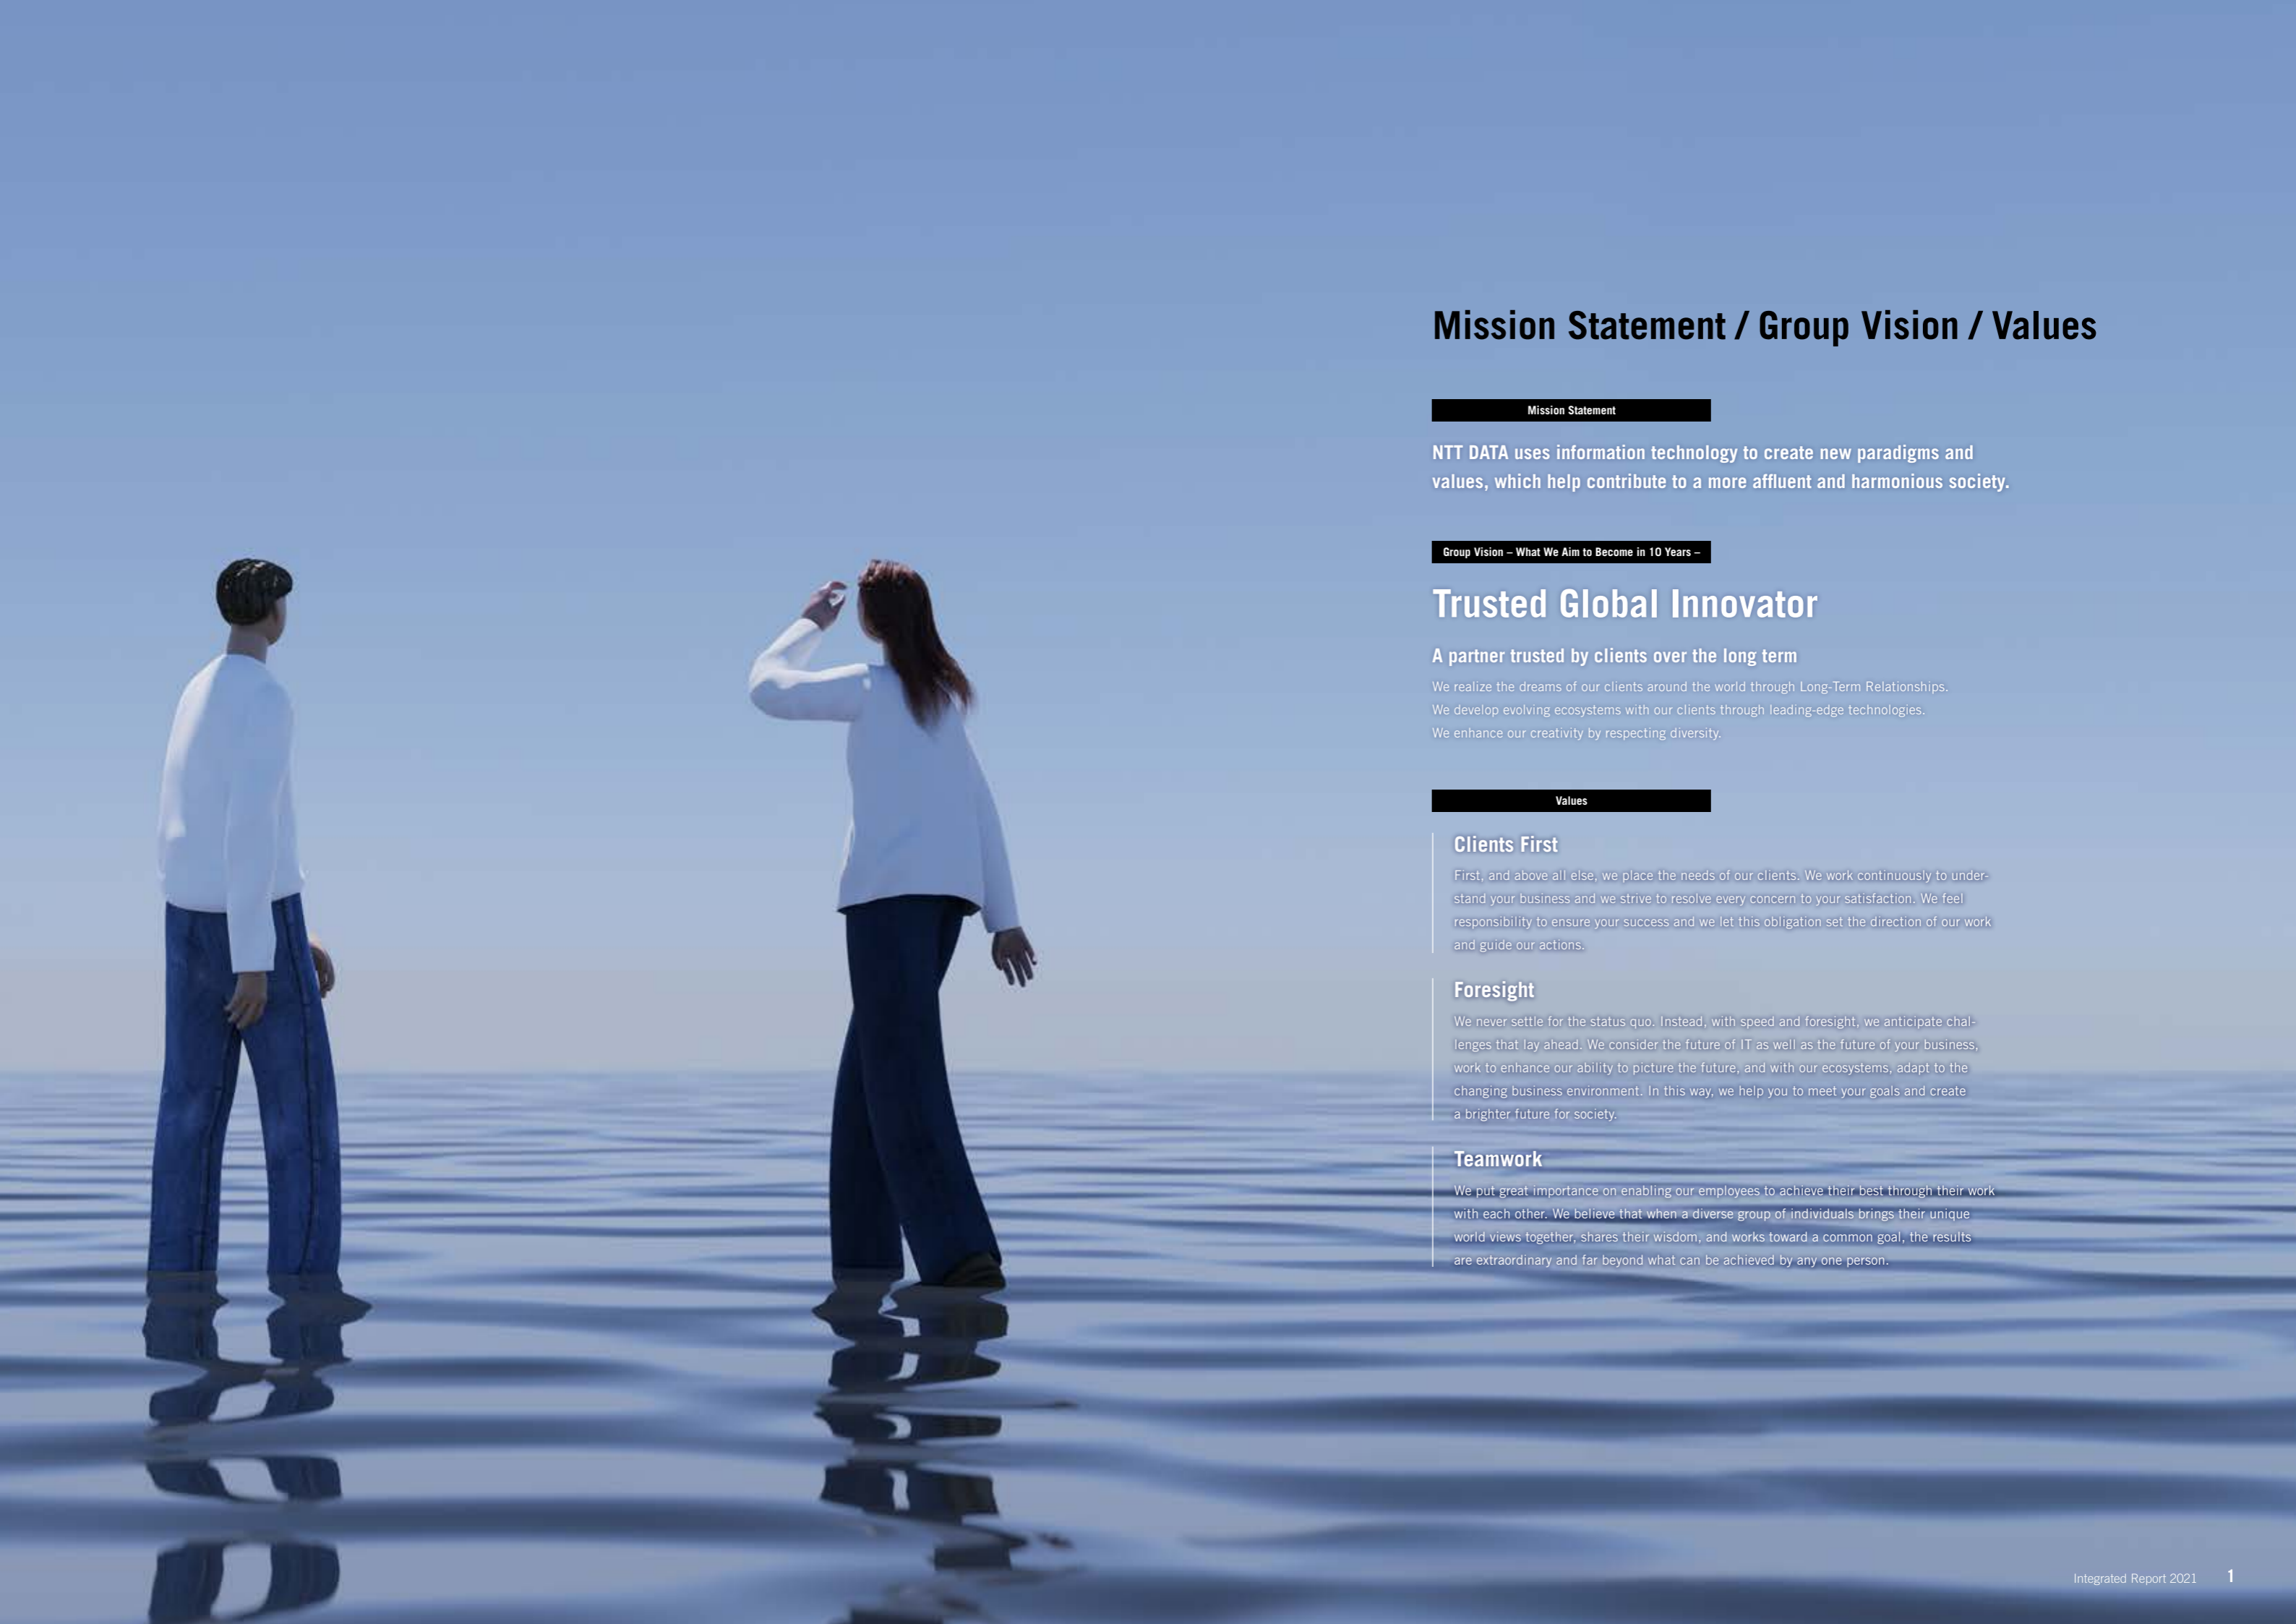 Mission Statement / Group Vision / Values
Mission Statement
NTT DATA uses information technology to create new paradigms and
values, which help contribute to a more affluent and harmonious society.
Group Vision – What We Aim to Become in 10 Years –
Trusted Global Innovator
A partner trusted by clients over the long term
We realize the dreams of our clients around the world through Long-Term Relationships.
We develop evolving ecosystems with our clients through leading-edge technologies.
We enhance our creativity by respecting diversity.
Values
Clients First
First, and above all else, we place the needs of our clients. We work continuously to under-
stand your business and we strive to resolve every concern to your satisfaction. We feel
responsibility to ensure your success and we let this obligation set the direction of our work
and guide our actions.
Foresight
We never settle for the status quo. Instead, with speed and foresight, we anticipate chal-
lenges that lay ahead. We consider the future of IT as well as the future of your business,
work to enhance our ability to picture the future, and with our ecosystems, adapt to the
changing business environment. In this way, we help you to meet your goals and create
a brighter future for society.
Teamwork
We put great importance on enabling our employees to achieve their best through their work
with each other. We believe that when a diverse group of individuals brings their unique
world views together, shares their wisdom, and works toward a common goal, the results
are extraordinary and far beyond what can be achieved by any one person.
Integrated Report 2021 1